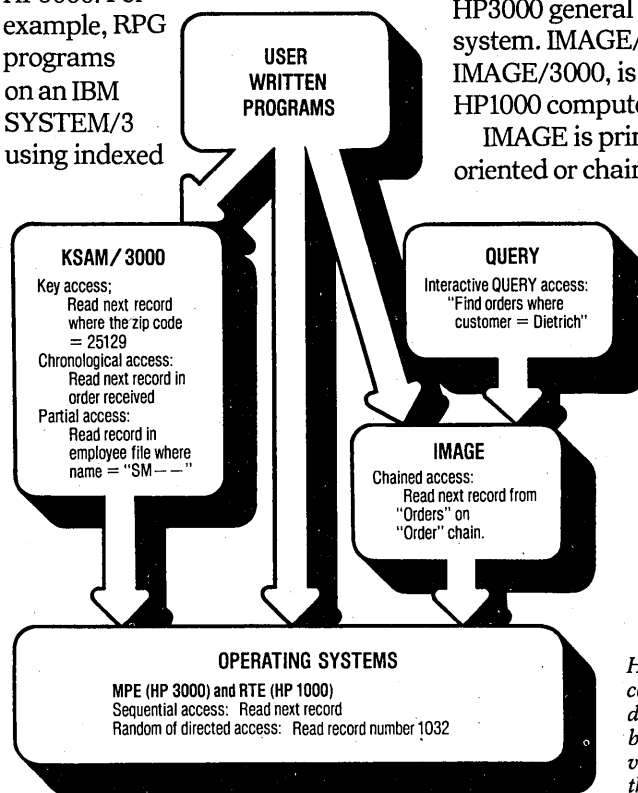 example, RPG
programs
on an IBM
SYSTEM/3
using indexed
HP3000 general
system. IMAGE/
IMAGE/3000, is
HP1000 compute
IMAGE is prin
oriented or chain
USER
WRITTEN
PROGRAMS
KSAM/3000
Key access;
Read next record
where the zip code
= 25129
Chronological access:
Read next record in
order received
Partial access:
Read record in
employee file where
name = "SM——"
QUERY
Interactive QUERY access:
"Find orders where
customer = Dietrich"
IMAGE
Chained access:
Read next record from
"Orders" on
"Order" chain.
OPERATING SYSTEMS
MPE (HP 3000) and RTE (HP 1000)
Sequential access: Read next record
Random of directed access: Read record number 1032